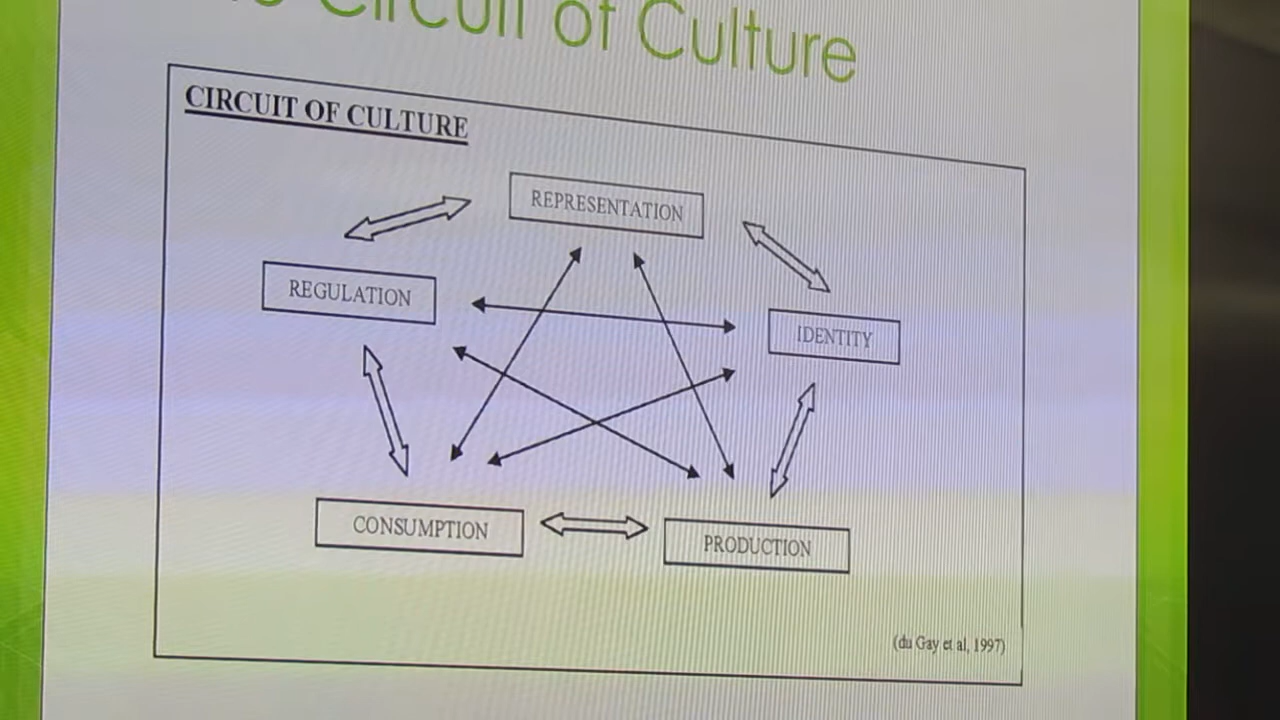 Circuit of Culture
CIRCUIT OF CULTURE
REPRESENTATION
REGULATION
IDENTITY
CONSUMPTION
PRODUCTION
(du Gay et al, 1997)